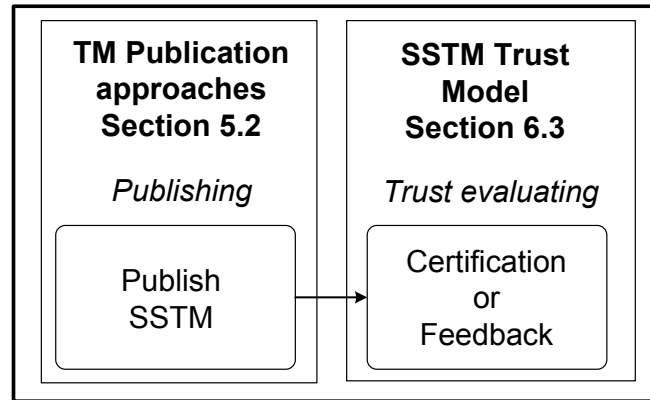 TM Publication
approaches
Section 5.2
Publishing
Publish
SSTM
SSTM Trust
Model
Section 6.3
Trust evaluating
Certification
or
Feedback